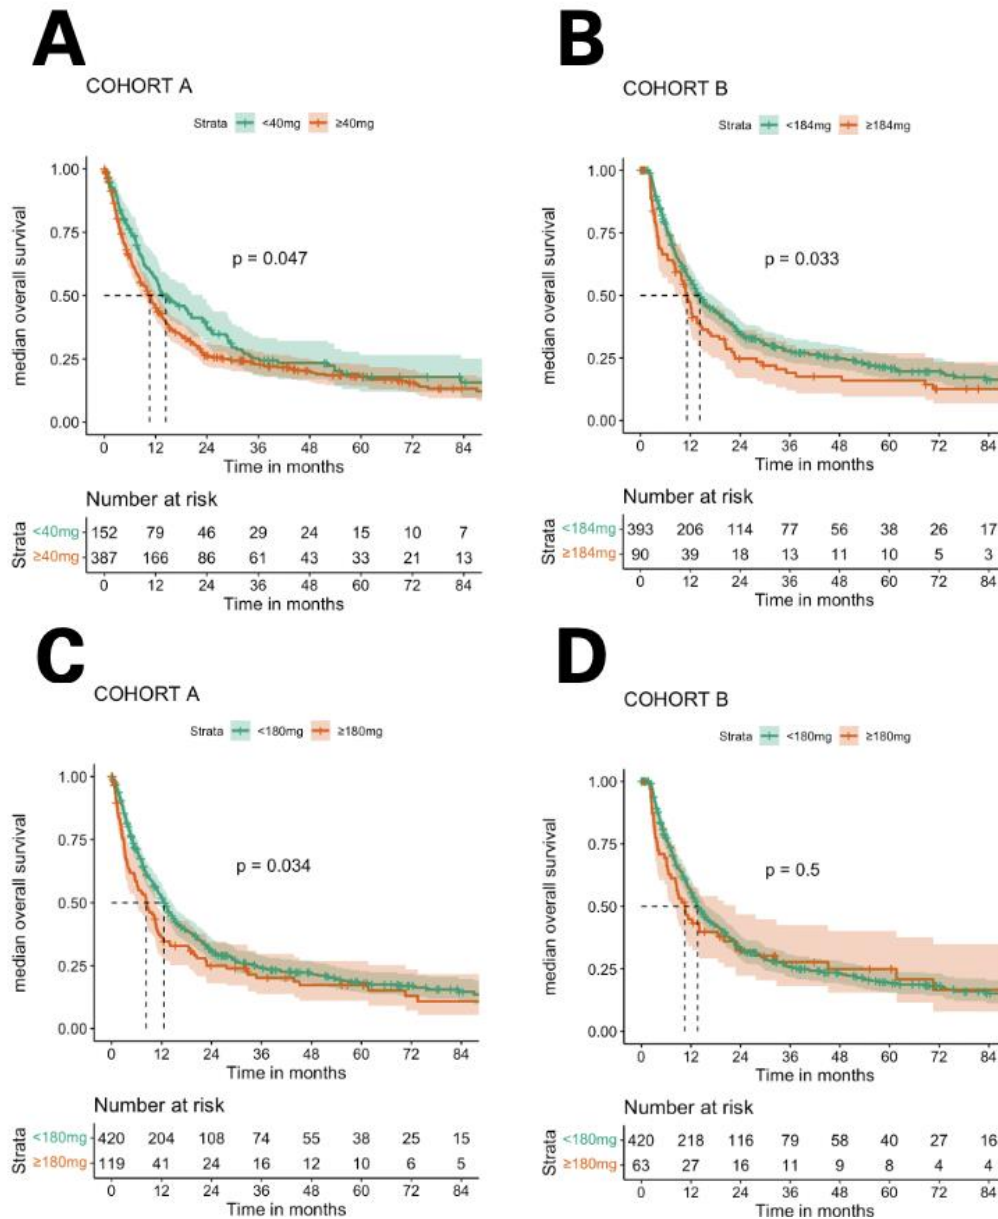 A
COHORT A
Strata <40mg ≥40mg
median overall survival
1.00
0.75
0.50
0.25
0.00
p = 0.047
0 12 24 36 48 60 72 84
Time in months
Number at risk
Strata
<40mg 152 79 46 29 24 15 10 7
≥40mg 387 166 86 61 43 33 21 13
0 12 24 36 48 60 72 84
Time in months
B
COHORT B
Strata <184mg ≥184mg
median overall survival
1.00
0.75
0.50
0.25
0.00
p = 0.033
0 12 24 36 48 60 72 84
Time in months
Number at risk
Strata
<184mg 393 206 114 77 56 38 26 17
≥184mg 90 39 18 13 11 10 5 3
0 12 24 36 48 60 72 84
Time in months
C
COHORT A
Strata <180mg ≥180mg
median overall survival
1.00
0.75
0.50
0.25
0.00
p = 0.034
0 12 24 36 48 60 72 84
Time in months
Number at risk
Strata
<180mg 420 204 108 74 55 38 25 15
≥180mg 119 41 24 16 12 10 6 5
0 12 24 36 48 60 72 84
Time in months
D
COHORT B
Strata <180mg ≥180mg
median overall survival
1.00
0.75
0.50
0.25
0.00
p = 0.5
0 12 24 36 48 60 72 84
Time in months
Number at risk
Strata
<180mg 420 218 116 79 58 40 27 16
≥180mg 63 27 16 11 9 8 4 4
0 12 24 36 48 60 72 84
Time in months